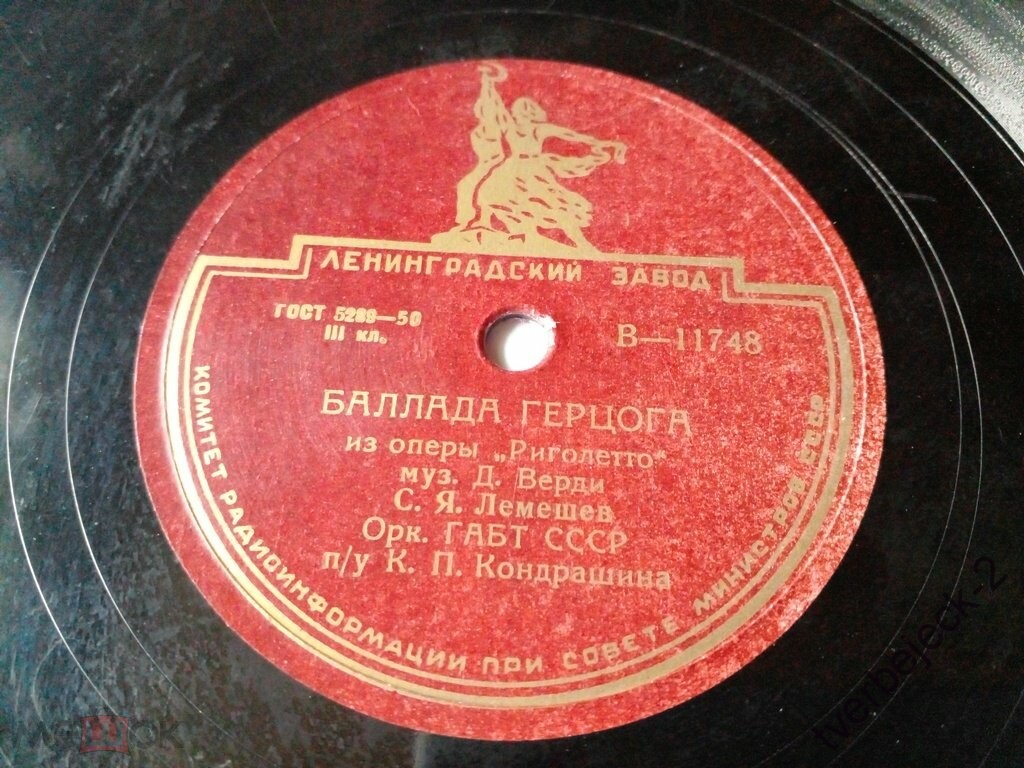 ЛЕНИНГРАДСКИЙ ЗАВОД
ГОСТ 5289—50
III кл.
В—11748
БАЛЛАДА ГЕРЦОГА
из оперы „Риголетто“
муз. Д. Верди
С. Я. Лемешев
Орк. ГАБТ СССР
п/у К. П. Кондрашина
КОМИТЕТ РАДИОИНФОРМАЦИИ ПРИ СОВЕТЕ МИНИСТРОВ СССР
tverbejeck-2